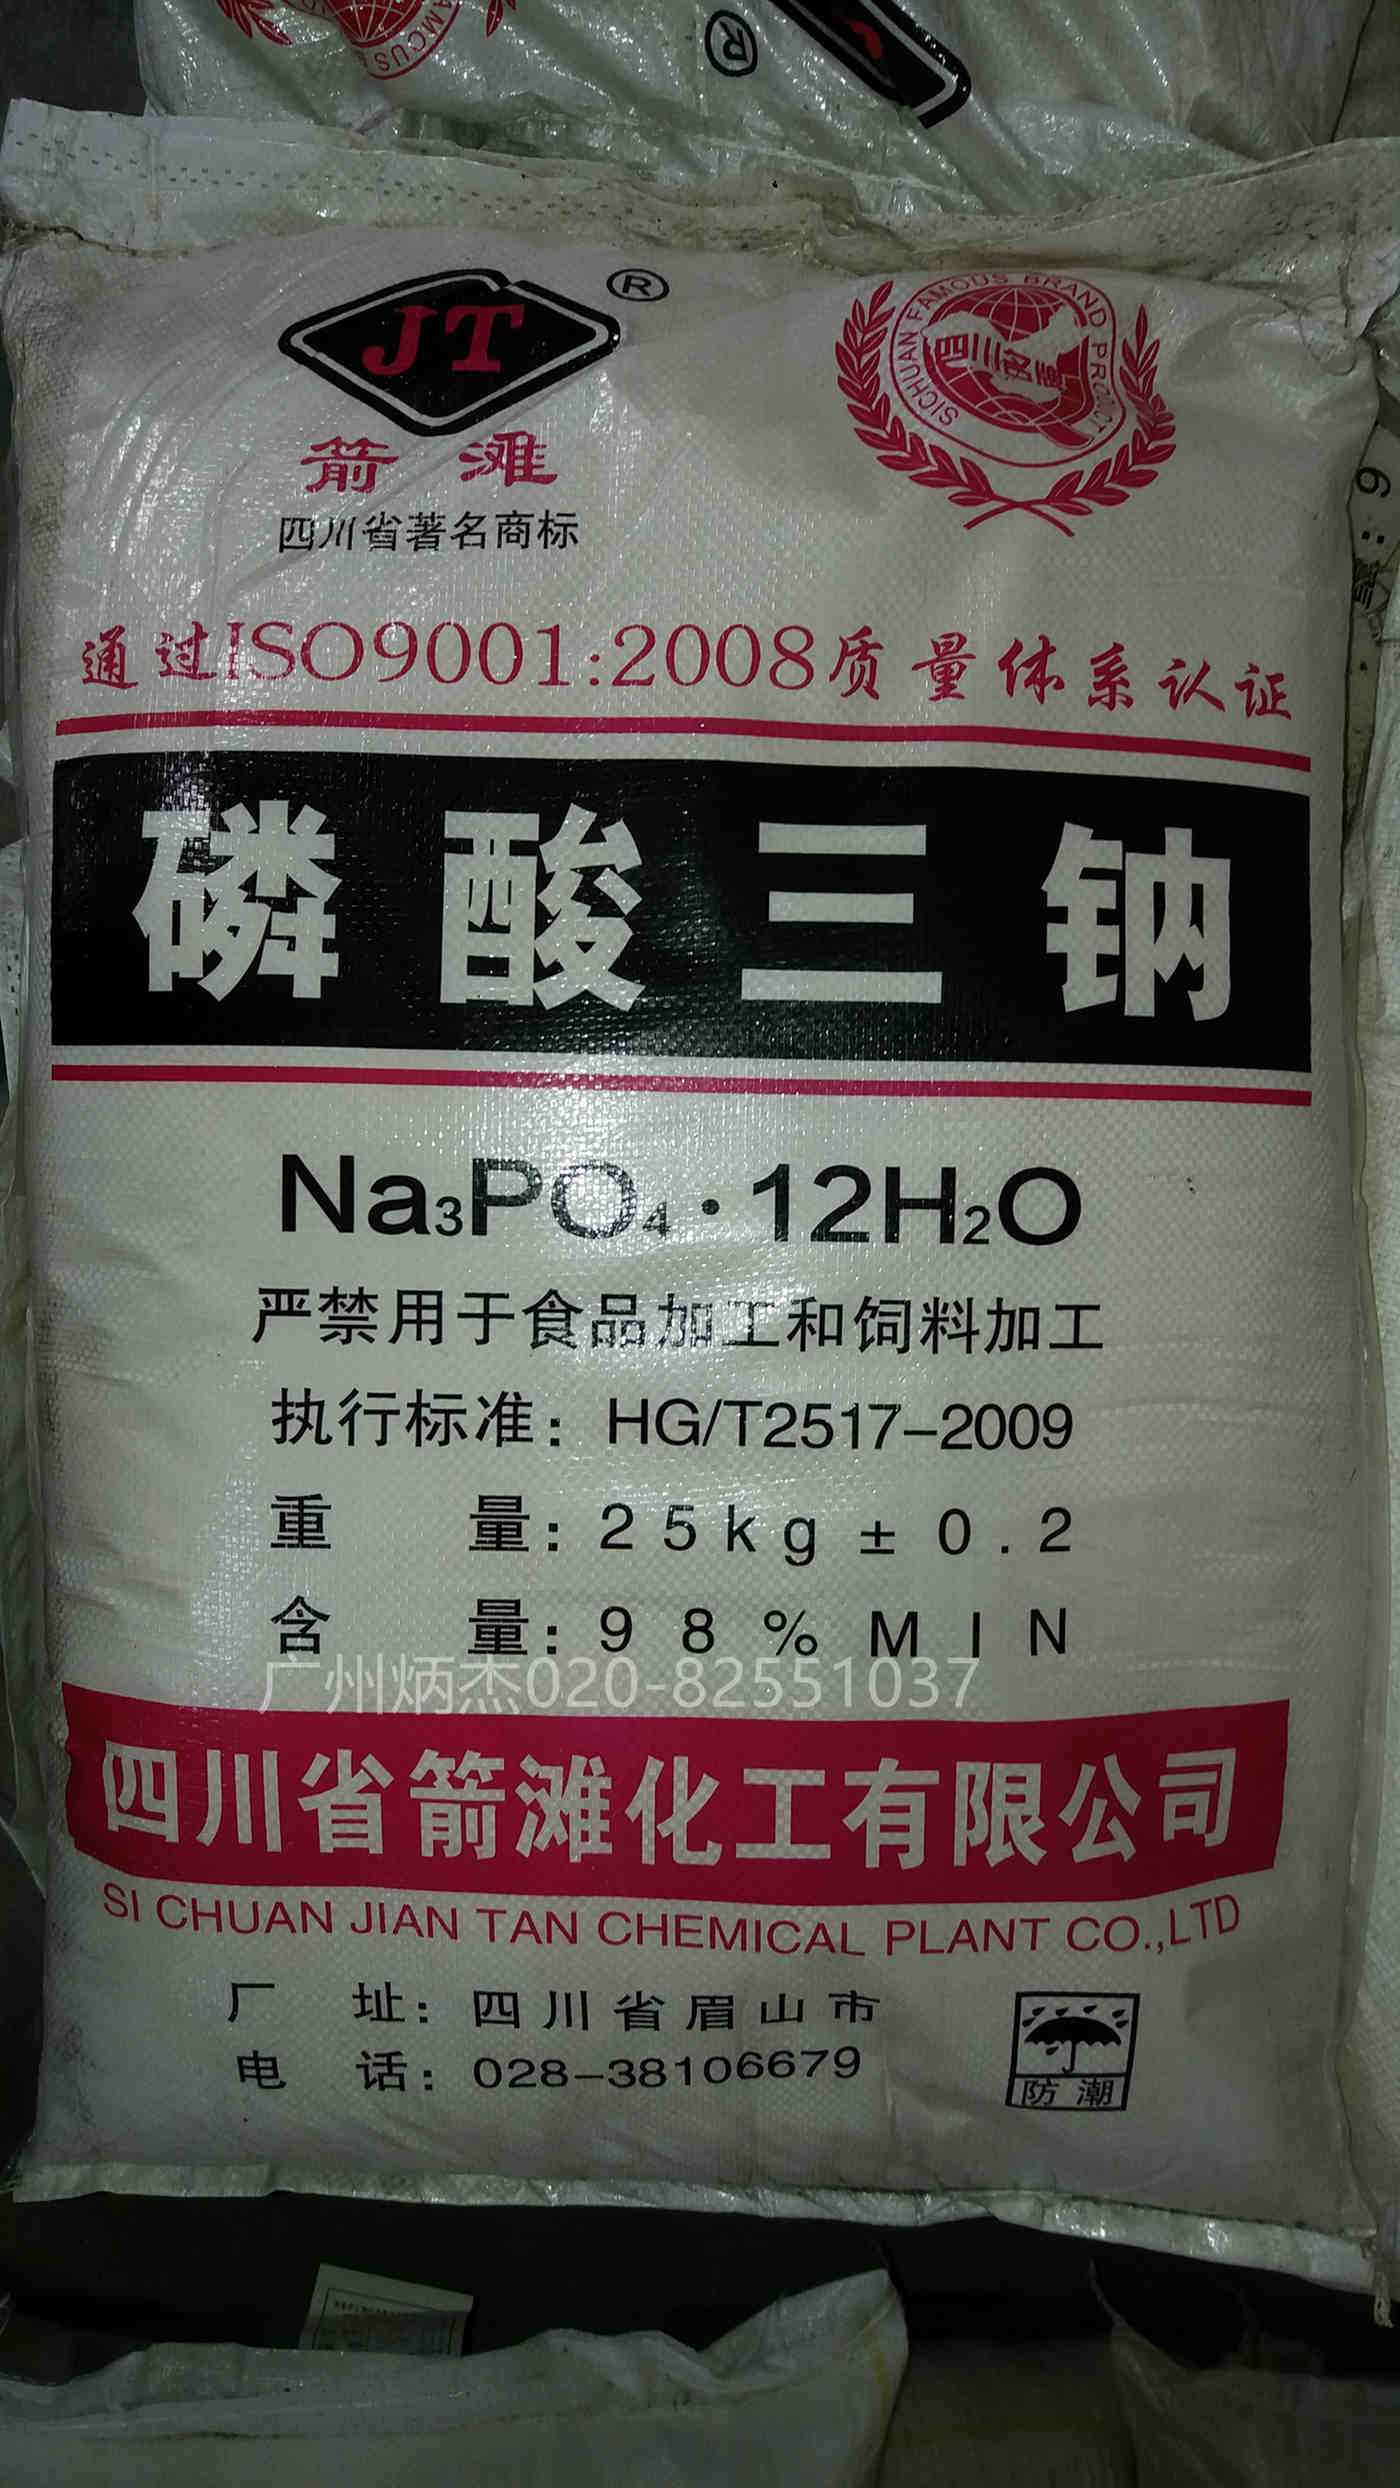 JT®
箭滩
四川省著名商标
SICHUAN FAMOUS BRAND PRODUCT
通过ISO9001:2008质量体系认证
磷酸三钠
Na₃PO₄·12H₂O
严禁用于食品加工和饲料加工
执行标准：HG/T2517-2009
重量：25kg±0.2
含量：98%MIN
广州炳杰020-82551037
四川省箭滩化工有限公司
SI CHUAN JIAN TAN CHEMICAL PLANT CO.,LTD
厂址：四川省眉山市
电话：028-38106679
防潮